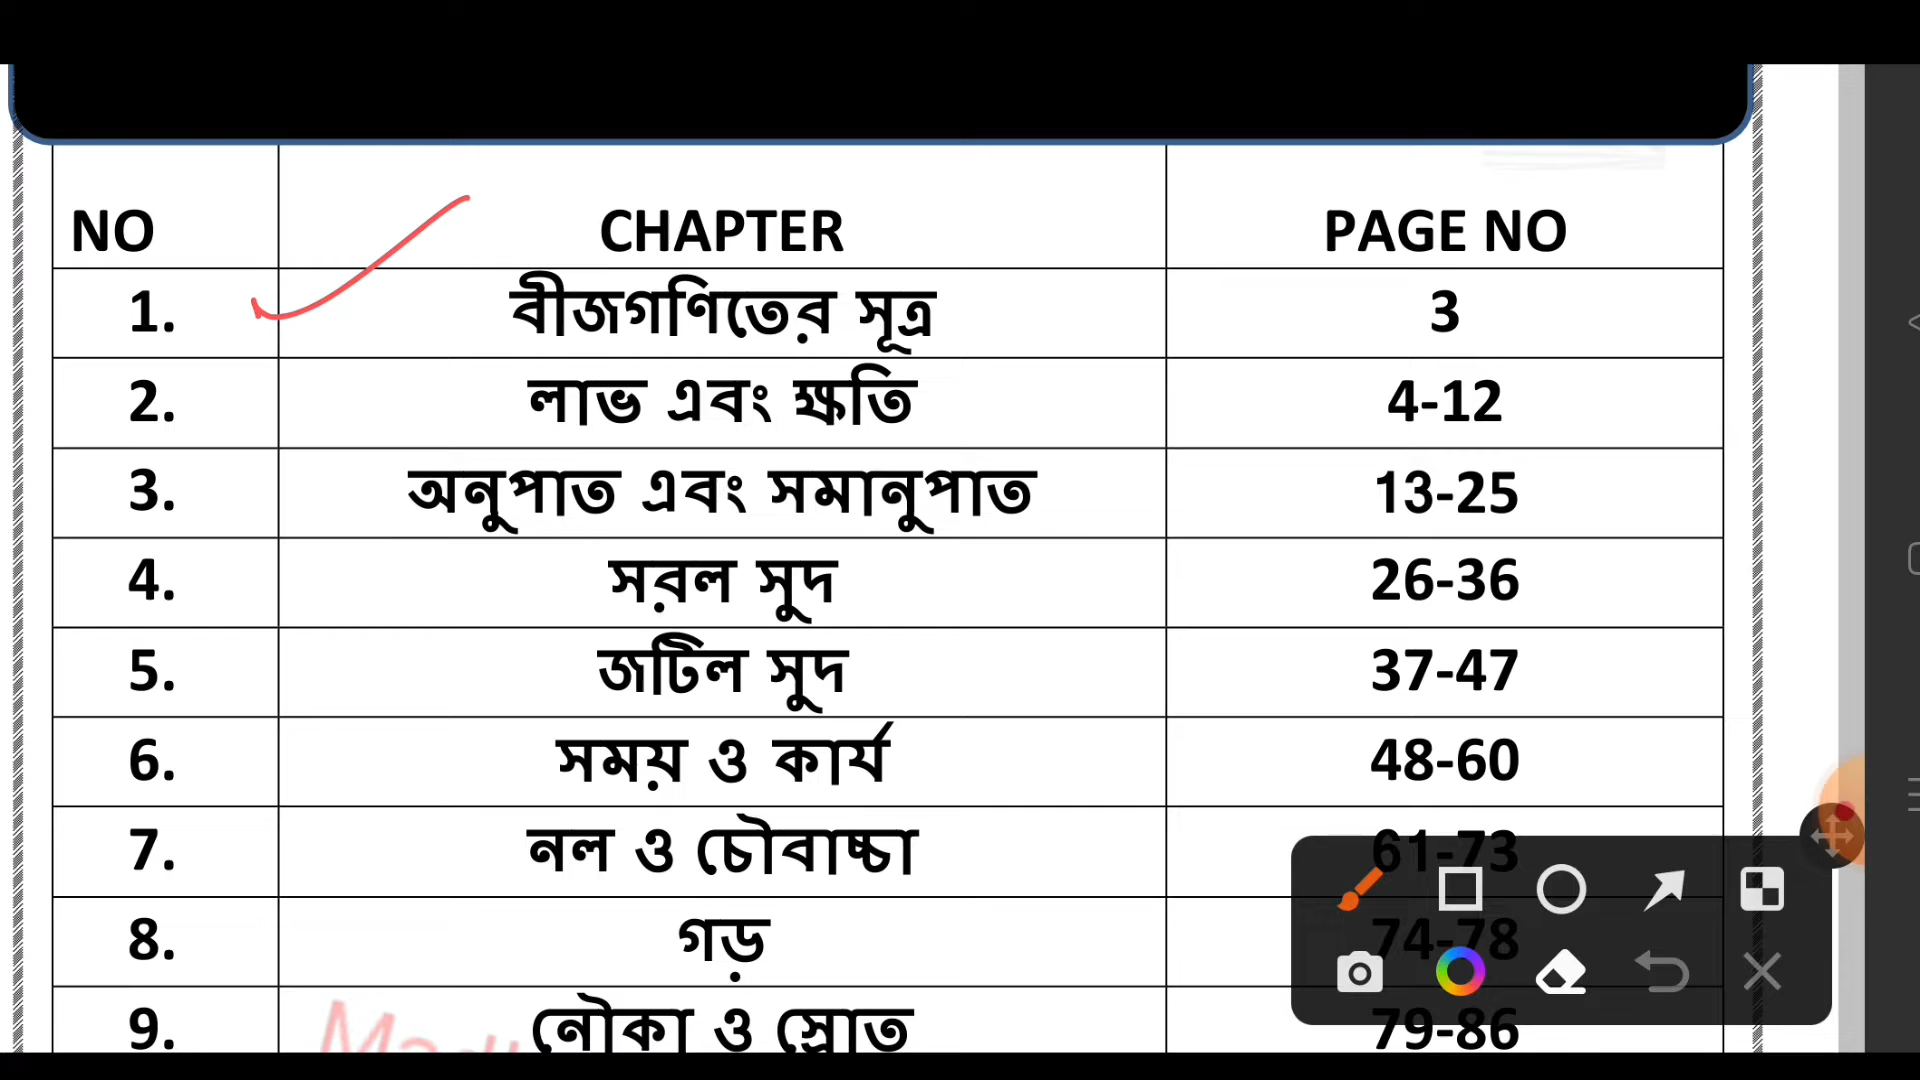 NO CHAPTER PAGE NO
1. বীজগণিতের সূত্র 3
2. লাভ এবং ক্ষতি 4-12
3. অনুপাত এবং সমানুপাত 13-25
4. সরল সুদ 26-36
5. জটিল সুদ 37-47
6. সময় ও কার্য 48-60
7. নল ও চৌবাচ্চা 61-73
8. গড় 74-78
9. নৌকা ও স্রোত 79-86